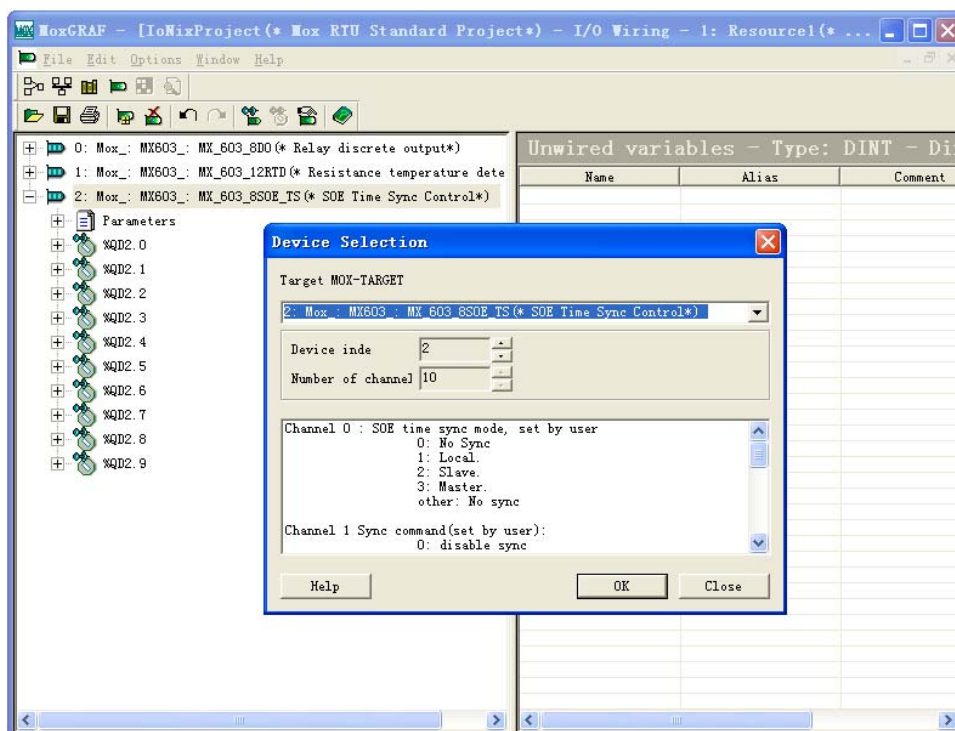 MoxGRAF - [IoNixProject(* Mox RTU Standard Project*) - I/O Wiring - 1: Resource1(* ...
File Edit Options Window Help
0: Mox_: MX603_: MX_603_8DO(* Relay discrete output*)
1: Mox_: MX603_: MX_603_12RTD(* Resistance temperature dete
2: Mox_: MX603_: MX_603_8SOE_TS(* SOE Time Sync Control*)
Parameters
%QD2.0
%QD2.1
%QD2.2
%QD2.3
%QD2.4
%QD2.5
%QD2.6
%QD2.7
%QD2.8
%QD2.9
Unwired variables - Type: DINT - Di
Name Alias Comment
Device Selection
Target MOX-TARGET
2: Mox_: MX603_: MX_603_8SOE_TS(* SOE Time Sync Control*)
Device inde 2
Number of channel 10
Channel 0 : SOE time sync mode, set by user
0: No Sync
1: Local.
2: Slave.
3: Master.
other: No sync
Channel 1 Sync command(set by user):
0: disable sync
Help OK Close